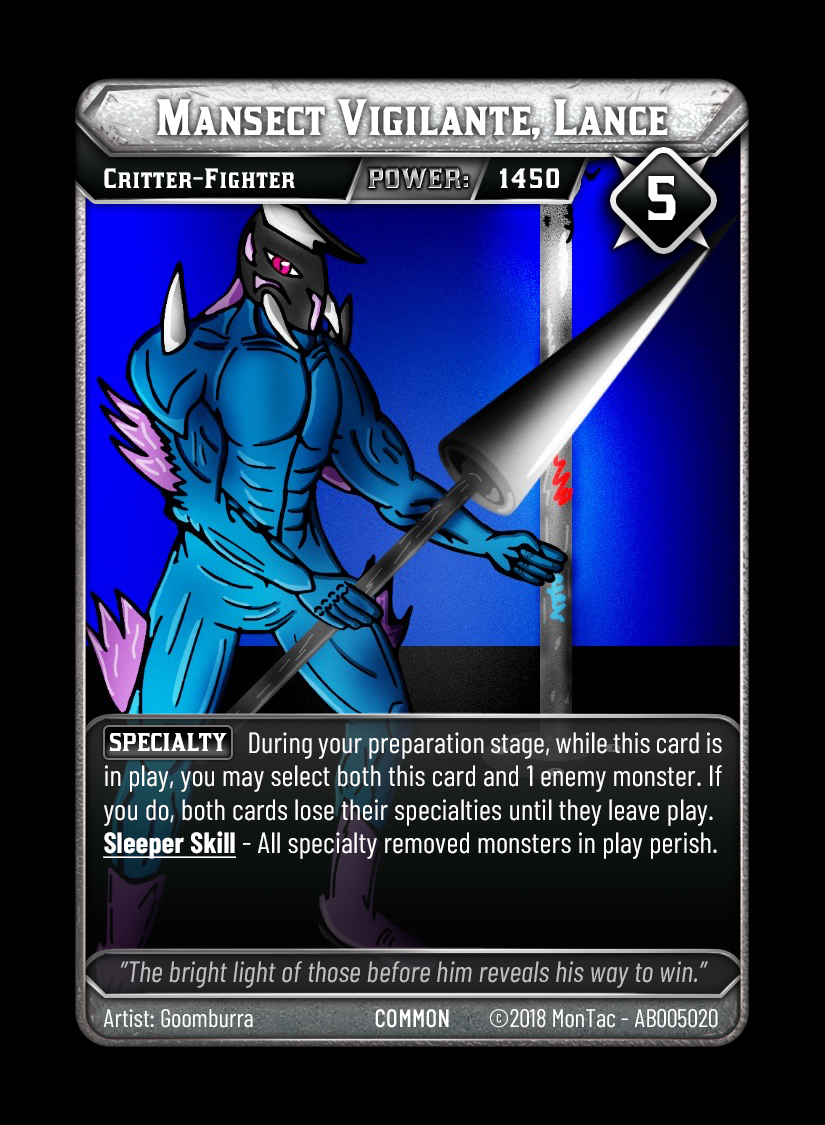 Mansect Vigilante, Lance
Critter-Fighter POWER: 1450
5
SPECIALTY During your preparation stage, while this card is
in play, you may select both this card and 1 enemy monster. If
you do, both cards lose their specialties until they leave play.
Sleeper Skill - All specialty removed monsters in play perish.
"The bright light of those before him reveals his way to win."
Artist: Goomburra COMMON ©2018 MonTac - AB005020